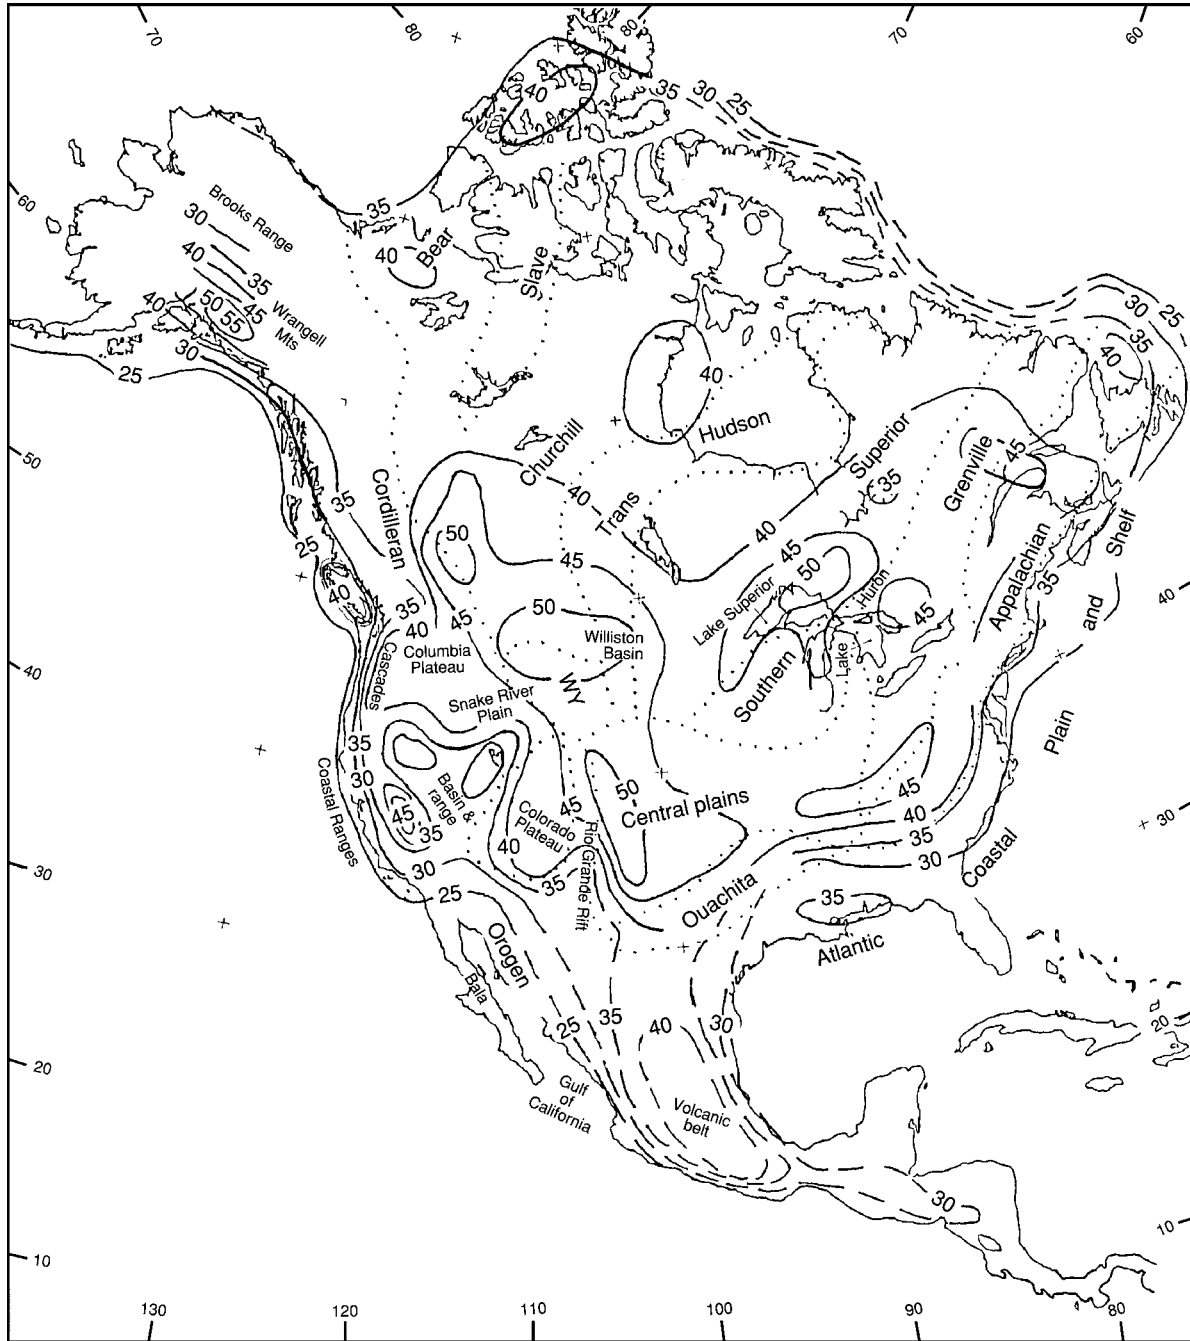 70
80
80
70
60
40
35
30
25
60
Brooks Range
30
40
35
50
45
55
40
Wrangell
Mts
30
25
35
40
Bear
Slave
30
25
35
40
40
Hudson
50
Churchill
Superior
35
Grenville
45
35
Cordilleran
40
Trans
40
45
50
45
50
Shelf
25
40
35
40
45
50
Lake Superior
Huron
45
Appalachian
35
and
40
40
Columbia
Plateau
Cascades
Williston
Basin
WY
Southern
Lake
Snake River
Plain
Plain
35
30
Coastal Ranges
Basin &
range
45
35
50
45
Central plains
45
40
35
30
30
Colorado
Plateau
40
35
Rio Grande Rift
Coastal
30
30
25
Ouachita
35
Atlantic
Orogen
Bala
25
35
40
30
20
20
Gulf
of
California
Volcanic
belt
30
10
10
130
120
110
100
90
80